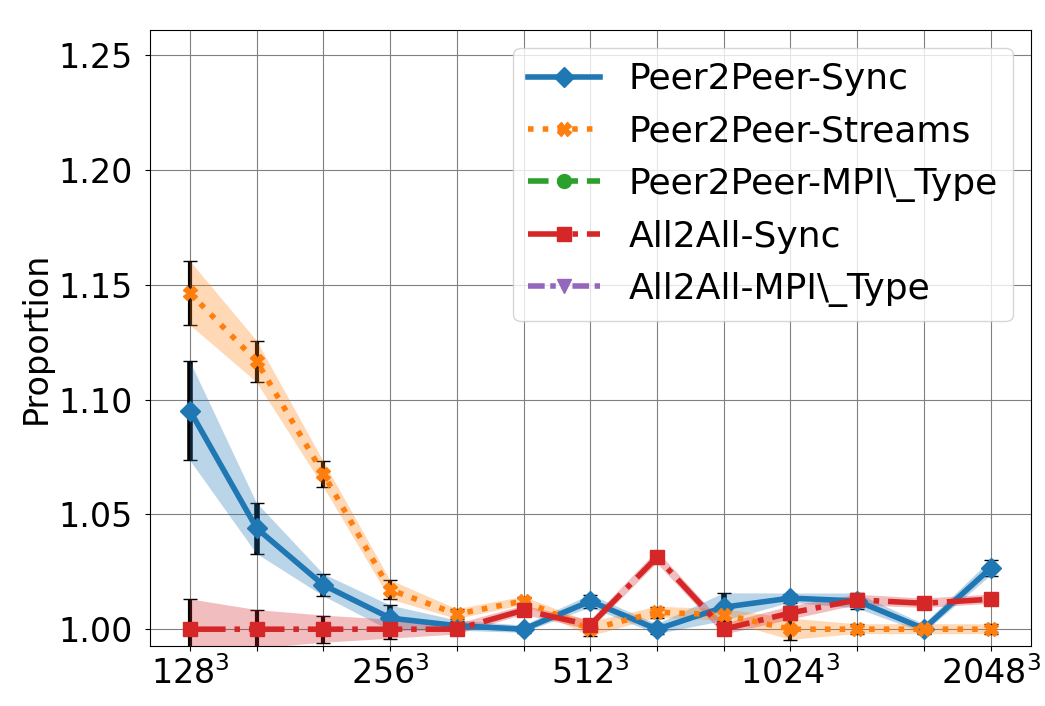 1.25
1.20
1.15
1.10
1.05
1.00
Proportion
Peer2Peer-Sync
Peer2Peer-Streams
Peer2Peer-MPI\_Type
All2All-Sync
All2All-MPI\_Type
128³ 256³ 512³ 1024³ 2048³